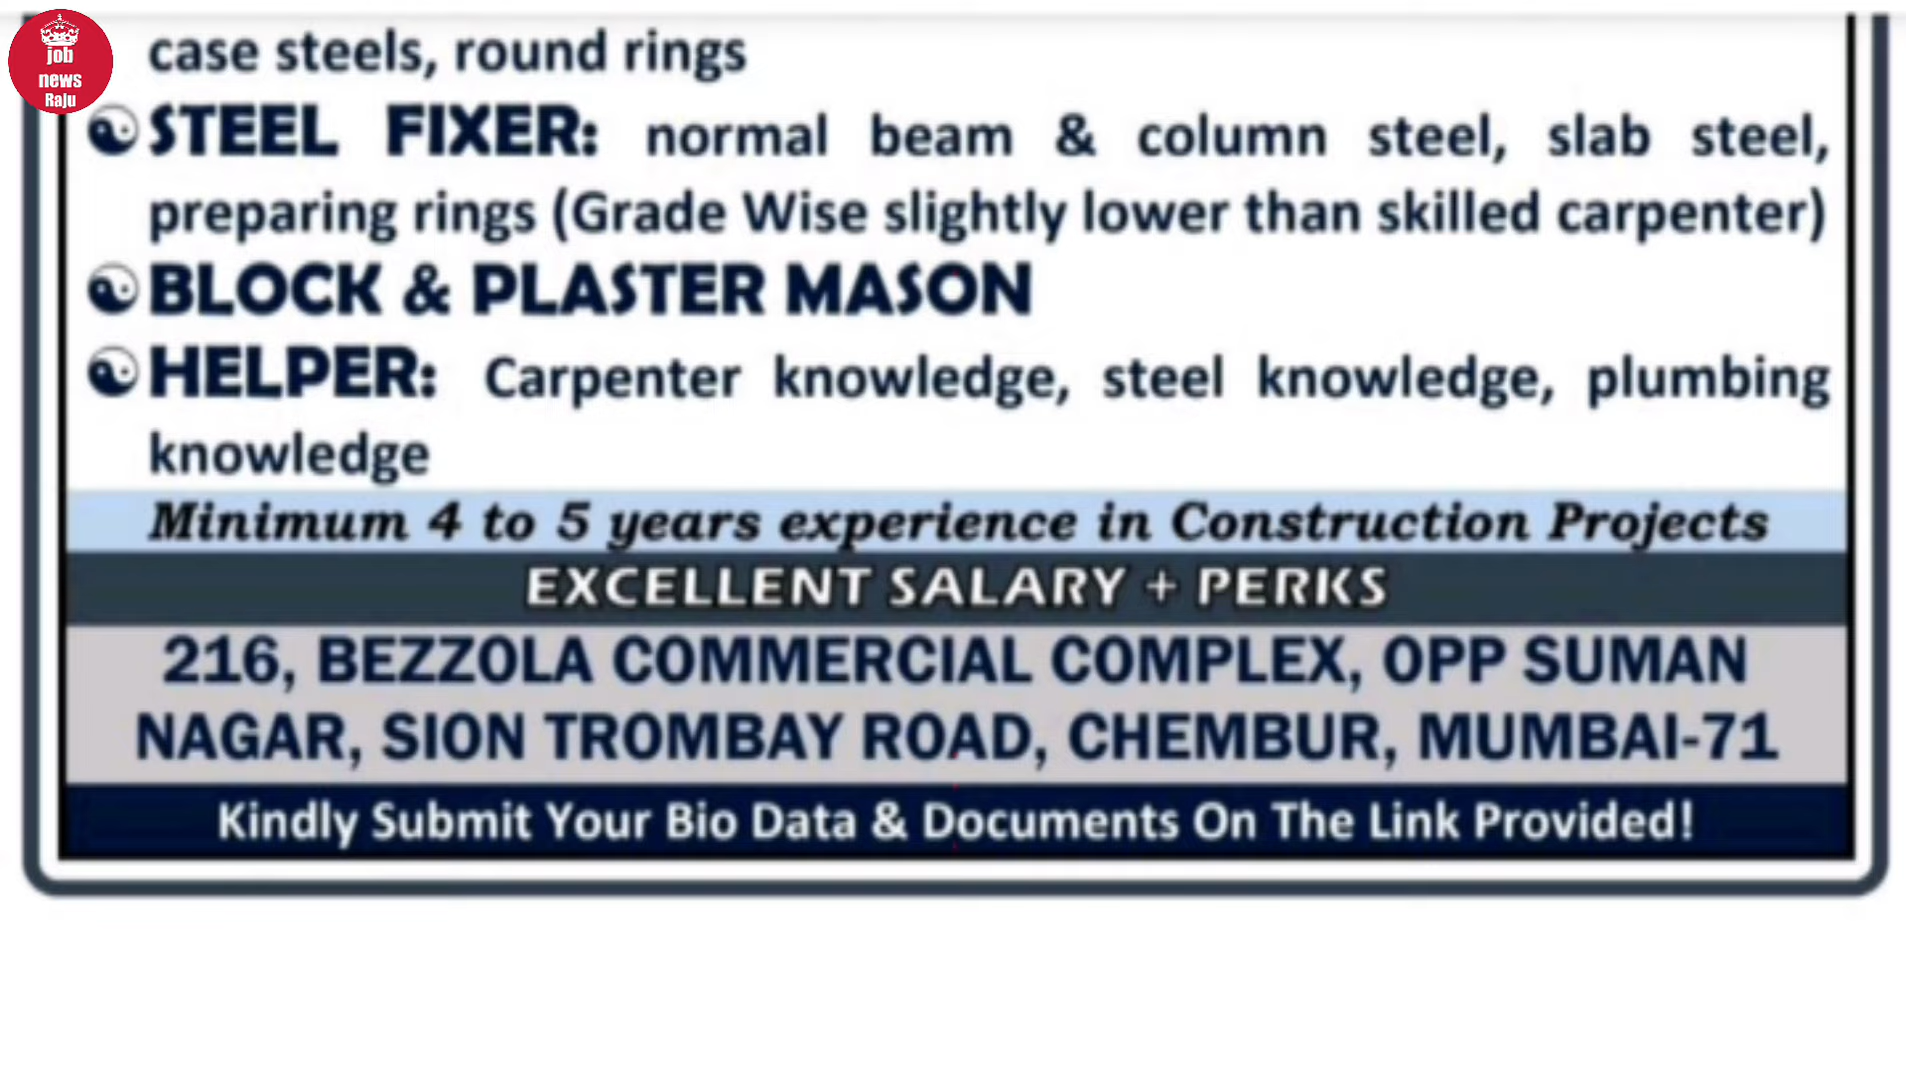 job
news
Raju
case steels, round rings
STEEL FIXER: normal beam & column steel, slab steel,
preparing rings (Grade Wise slightly lower than skilled carpenter)
BLOCK & PLASTER MASON
HELPER: Carpenter knowledge, steel knowledge, plumbing
knowledge
Minimum 4 to 5 years experience in Construction Projects
EXCELLENT SALARY + PERKS
216, BEZZOLA COMMERCIAL COMPLEX, OPP SUMAN
NAGAR, SION TROMBAY ROAD, CHEMBUR, MUMBAI-71
Kindly Submit Your Bio Data & Documents On The Link Provided!